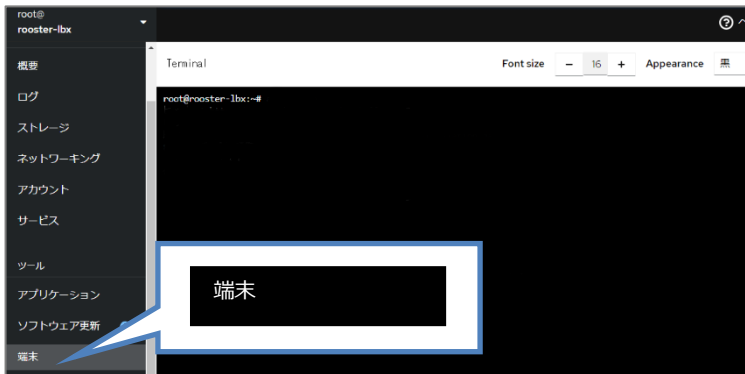 root@
rooster-lbx
概要
ログ
ストレージ
ネットワーキング
アカウント
サービス
ツール
アプリケーション
ソフトウェア更新
端末
Terminal
Font size － 16 + Appearance 黒
root@rooster-lbx:~#
端末